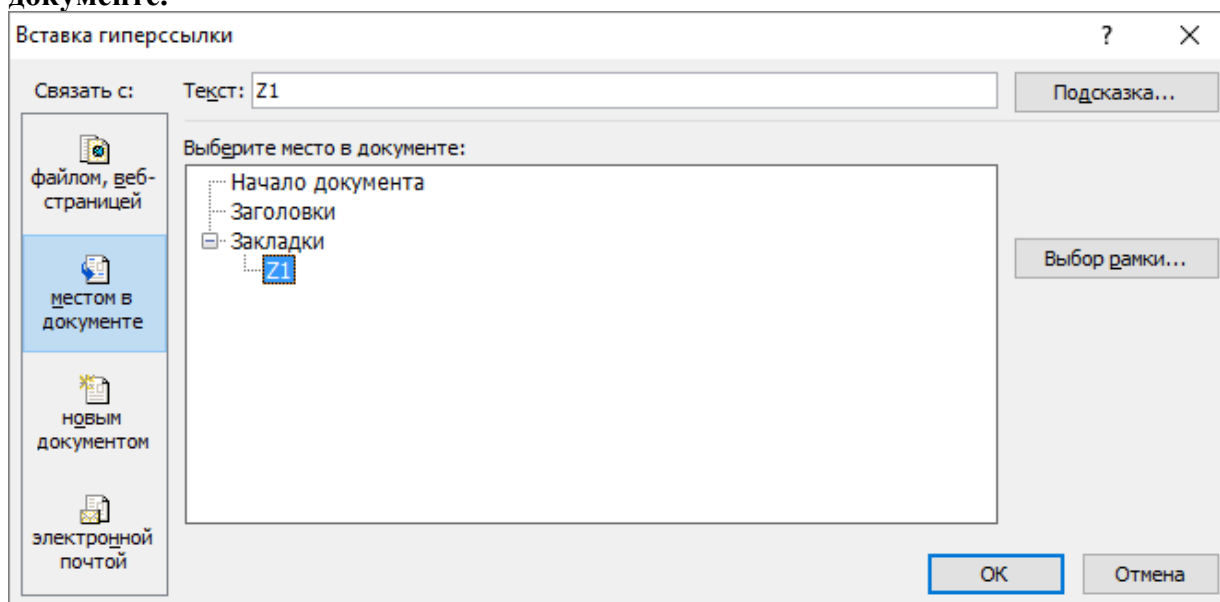 документе.
Вставка гиперссылки
?
Связать с:
Текст: Z1
Подсказка...
Выберите место в документе:
файлом, веб-
страницей
Начало документа
Заголовки
Закладки
Z1
Выбор рамки...
местом в
документе
новым
документом
электронной
почтой
ОК
Отмена